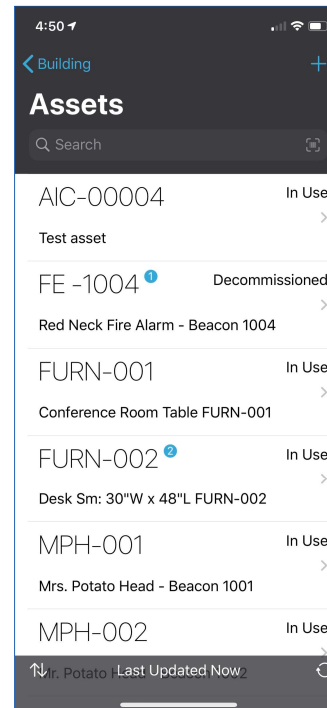 4:50
Building
Assets
Search
AIC-00004 In Use
Test asset
FE -1004 1 Decommissioned
Red Neck Fire Alarm - Beacon 1004
FURN-001 In Use
Conference Room Table FURN-001
FURN-002 2 In Use
Desk Sm: 30"W x 48"L FURN-002
MPH-001 In Use
Mrs. Potato Head - Beacon 1001
MPH-002 In Use
Mr. Potato
Last Updated Now